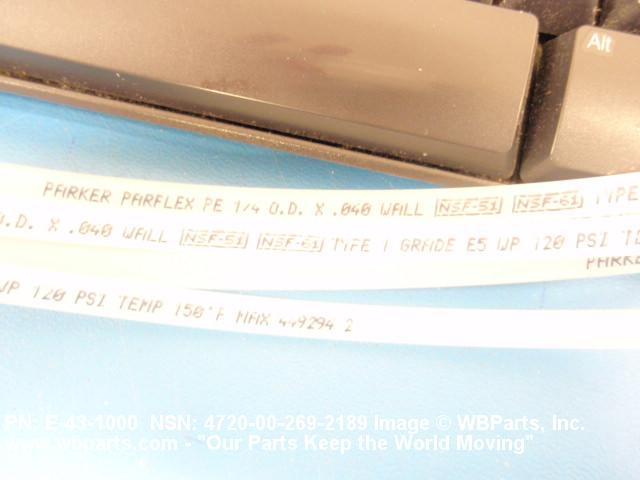 Alt
PARKER PARFLEX PE 1/4 O.D. X .040 WALL NSF-51 NSF-61 TYPE
O.D. X .040 WALL NSF-51 NSF-61 TYPE 1 GRADE E5 WP 120 PSI
PARKE
WP 120 PSI TEMP 150°F MAX 449294 2
PN: E-43-1000 NSN: 4720-00-269-2189 Image © WBParts, Inc.
www.wbparts.com - "Our Parts Keep the World Moving"